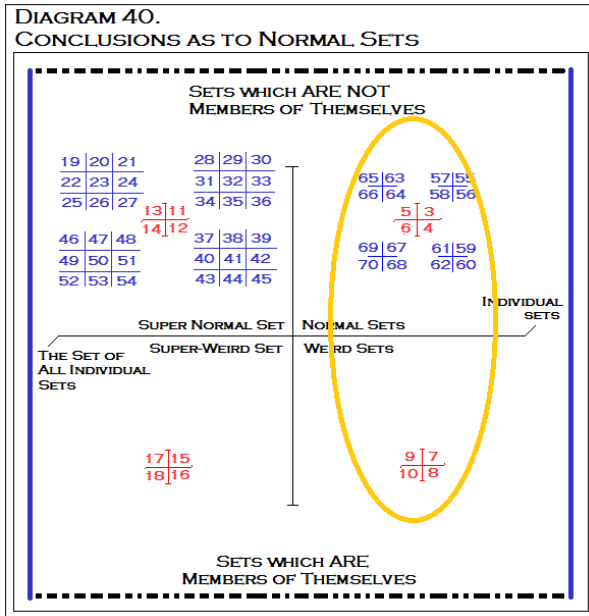 DIAGRAM 40.
CONCLUSIONS AS TO NORMAL SETS
SETS WHICH ARE NOT
MEMBERS OF THEMSELVES
19 20 21
22 23 24
25 26 27
28 29 30
31 32 33
34 35 36
13 11
14 12
46 47 48
49 50 51
52 53 54
37 38 39
40 41 42
43 44 45
65 63
66 64
57 55
58 56
5 3
6 4
69 67
70 68
61 59
62 60
INDIVIDUAL
SETS
SUPER NORMAL SET
NORMAL SETS
SUPER-WEIRD SET
WEIRD SETS
THE SET OF
ALL INDIVIDUAL
SETS
17 15
18 16
9 7
10 8
SETS WHICH ARE
MEMBERS OF THEMSELVES